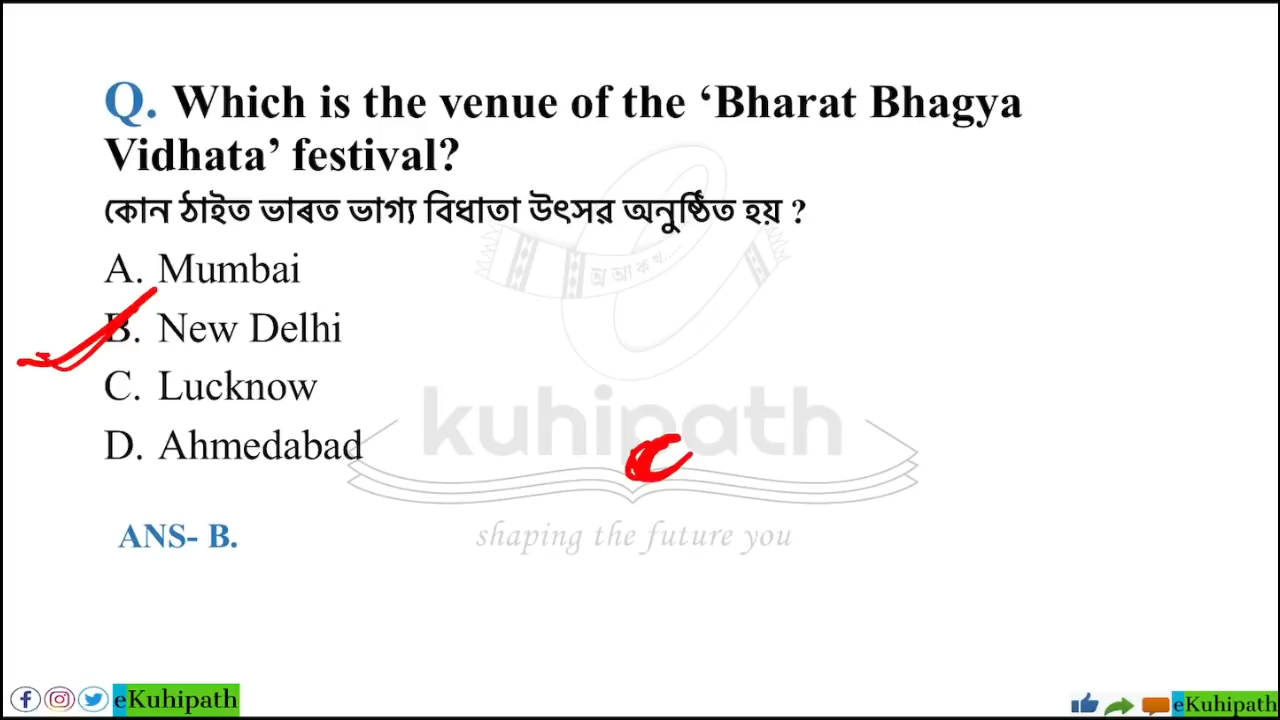 Q. Which is the venue of the ‘Bharat Bhagya
Vidhata’ festival?
কোন ঠাইত ভাৰত ভাগ্য বিধাতা উৎসৱ অনুষ্ঠিত হয় ?
A. Mumbai
B. New Delhi
C. Lucknow
D. Ahmedabad
ANS- B.
অ আ ক খ.....
kuhipath
shaping the future you
eKuhipath
eKuhipath